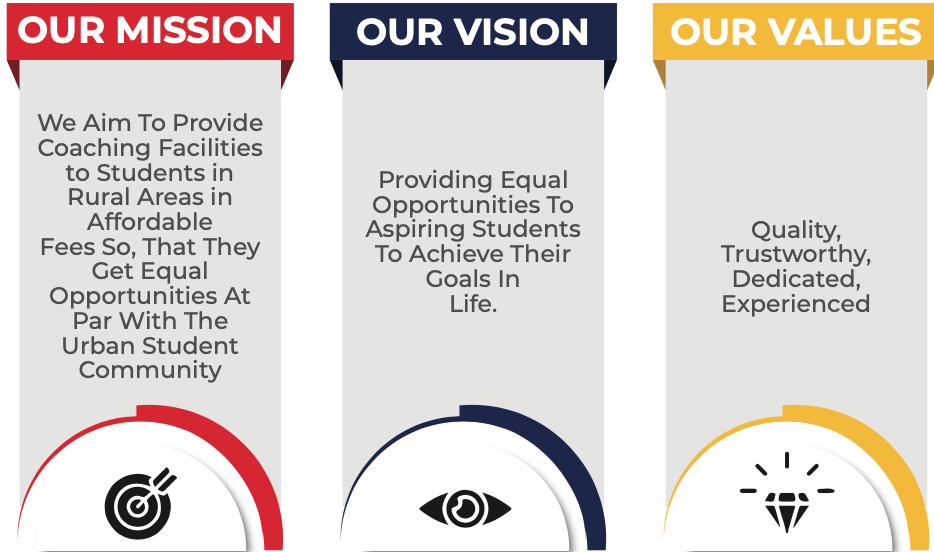 OUR MISSION
We Aim To Provide
Coaching Facilities
to Students in
Rural Areas in
Affordable
Fees So, That They
Get Equal
Opportunities At
Par With The
Urban Student
Community
OUR VISION
Providing Equal
Opportunities To
Aspiring Students
To Achieve Their
Goals In
Life.
OUR VALUES
Quality,
Trustworthy,
Dedicated,
Experienced